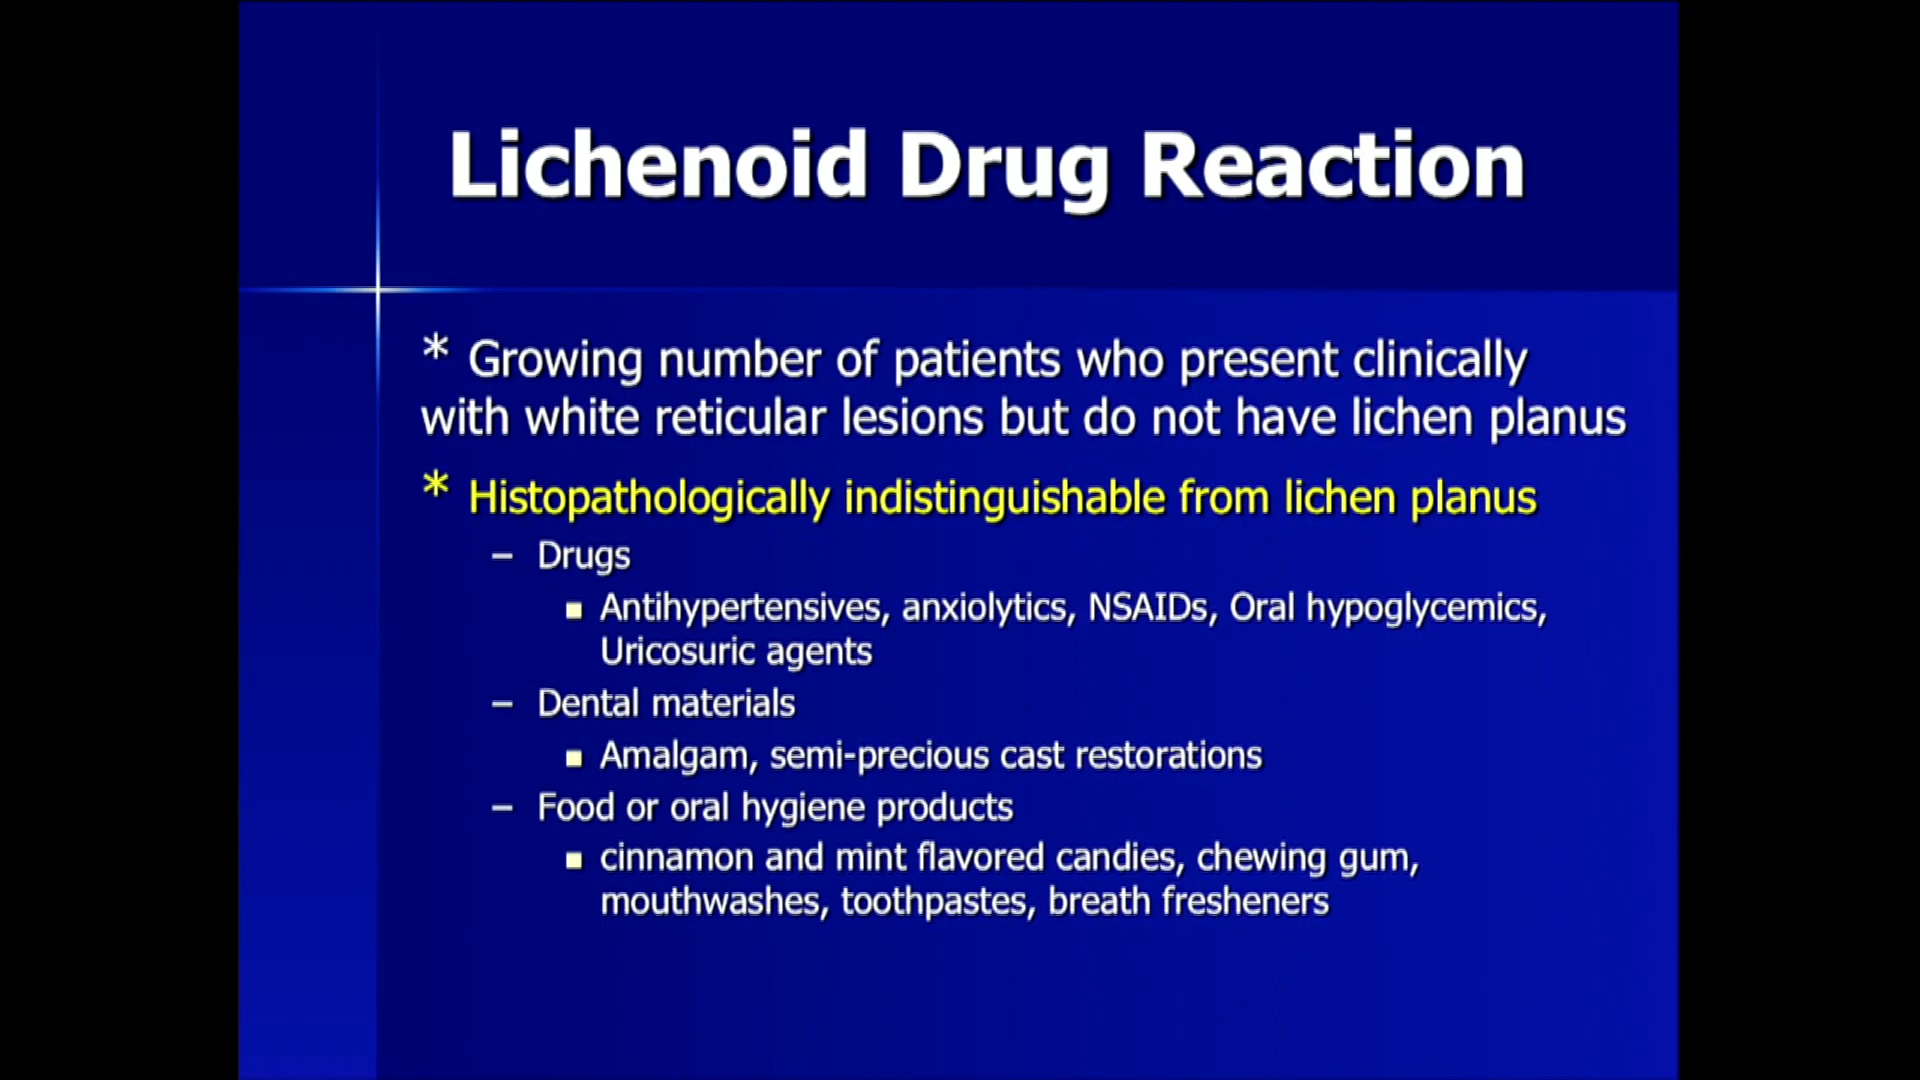 Lichenoid Drug Reaction
* Growing number of patients who present clinically
with white reticular lesions but do not have lichen planus
* Histopathologically indistinguishable from lichen planus
– Drugs
▪ Antihypertensives, anxiolytics, NSAIDs, Oral hypoglycemics,
Uricosuric agents
– Dental materials
▪ Amalgam, semi-precious cast restorations
– Food or oral hygiene products
▪ cinnamon and mint flavored candies, chewing gum,
mouthwashes, toothpastes, breath fresheners